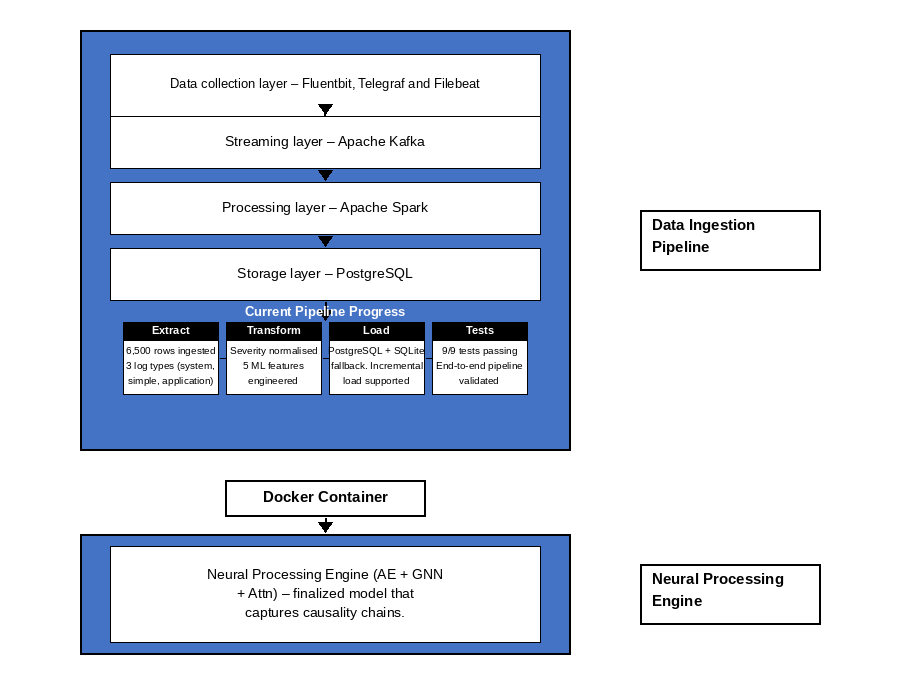 Data collection layer – Fluentbit, Telegraf and Filebeat
Streaming layer – Apache Kafka
Processing layer – Apache Spark
Storage layer – PostgreSQL
Current Pipeline Progress
Extract
6,500 rows ingested
3 log types (system,
simple, application)
Transform
Severity normalised
5 ML features
engineered
Load
PostgreSQL + SQLite
fallback. Incremental
load supported
Tests
9/9 tests passing
End-to-end pipeline
validated
Data Ingestion
Pipeline
Docker Container
Neural Processing Engine (AE + GNN
+ Attn) – finalized model that
captures causality chains.
Neural Processing
Engine